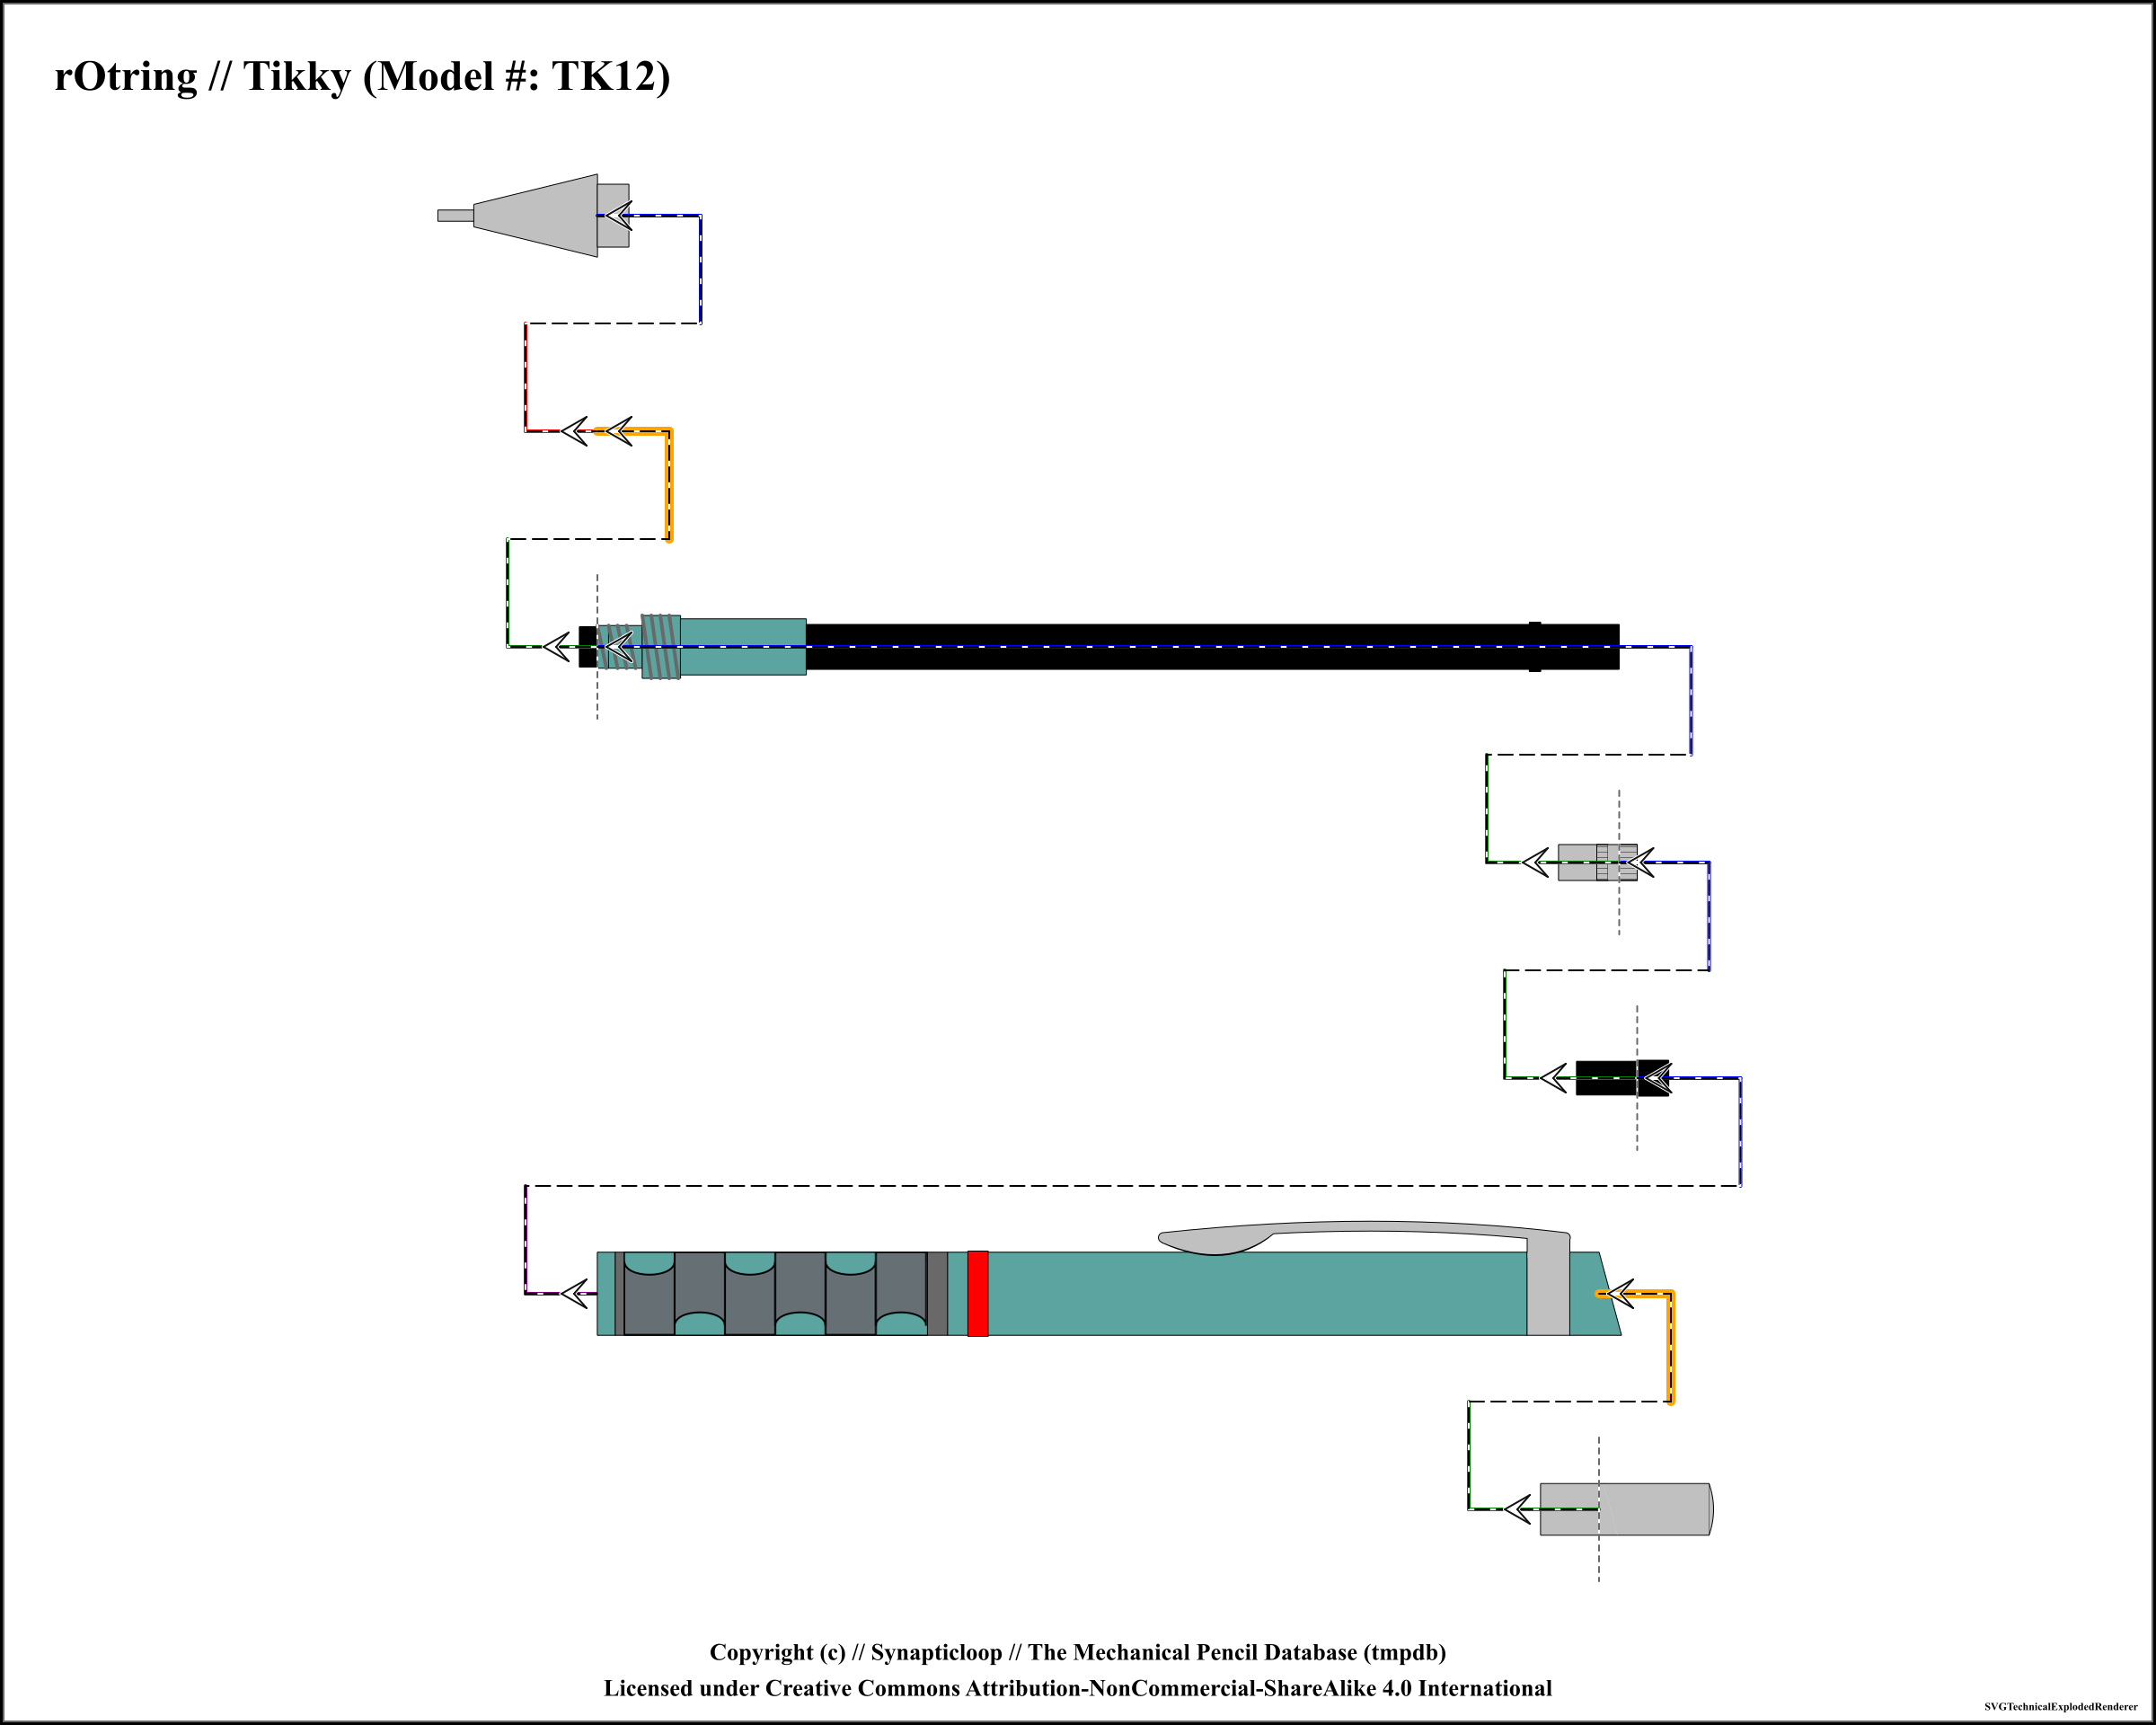 rOtring // Tikky (Model #: TK12)
Copyright (c) // Synapticloop // The Mechanical Pencil Database (tmpdb)
Licensed under Creative Commons Attribution-NonCommercial-ShareAlike 4.0 International
SVGTechnicalExplodedRenderer